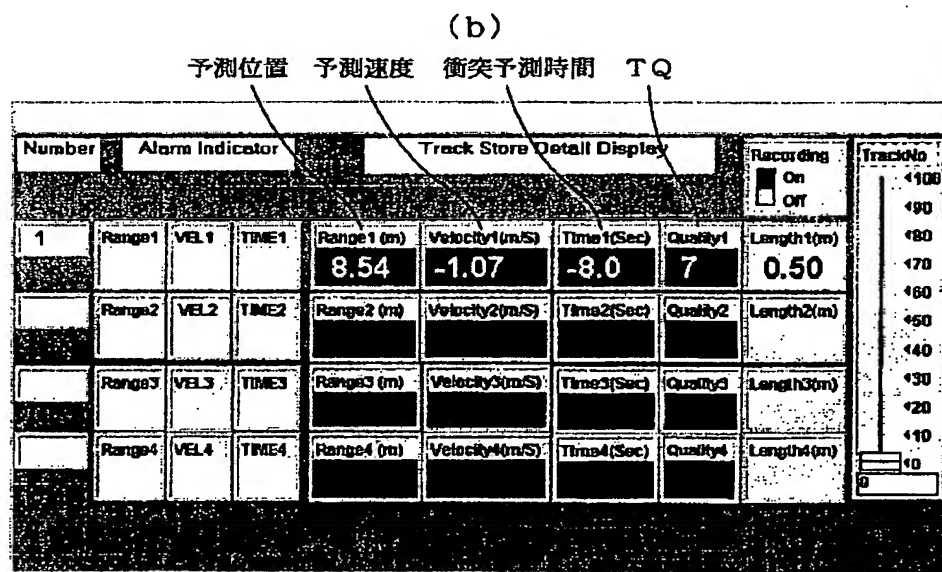 (b)
予測位置 予測速度 衝突予測時間 TQ
Number Alarm Indicator Track Store Detail Display Recording TrackNo
On
Off
100
90
80
70
60
50
40
30
20
10
0
0
1 Range1 VEL1 TIME1 Range1 (m) Velocity1(m/S) Time1(Sec) Quality1 Length1(m)
8.54 -1.07 -8.0 7 0.50
Range2 VEL2 TIME2 Range2 (m) Velocity2(m/S) Time2(Sec) Quality2 Length2(m)
Range3 VEL3 TIME3 Range3 (m) Velocity3(m/S) Time3(Sec) Quality3 Length3(m)
Range4 VEL4 TIME4 Range4 (m) Velocity4(m/S) Time4(Sec) Quality4 Length4(m)